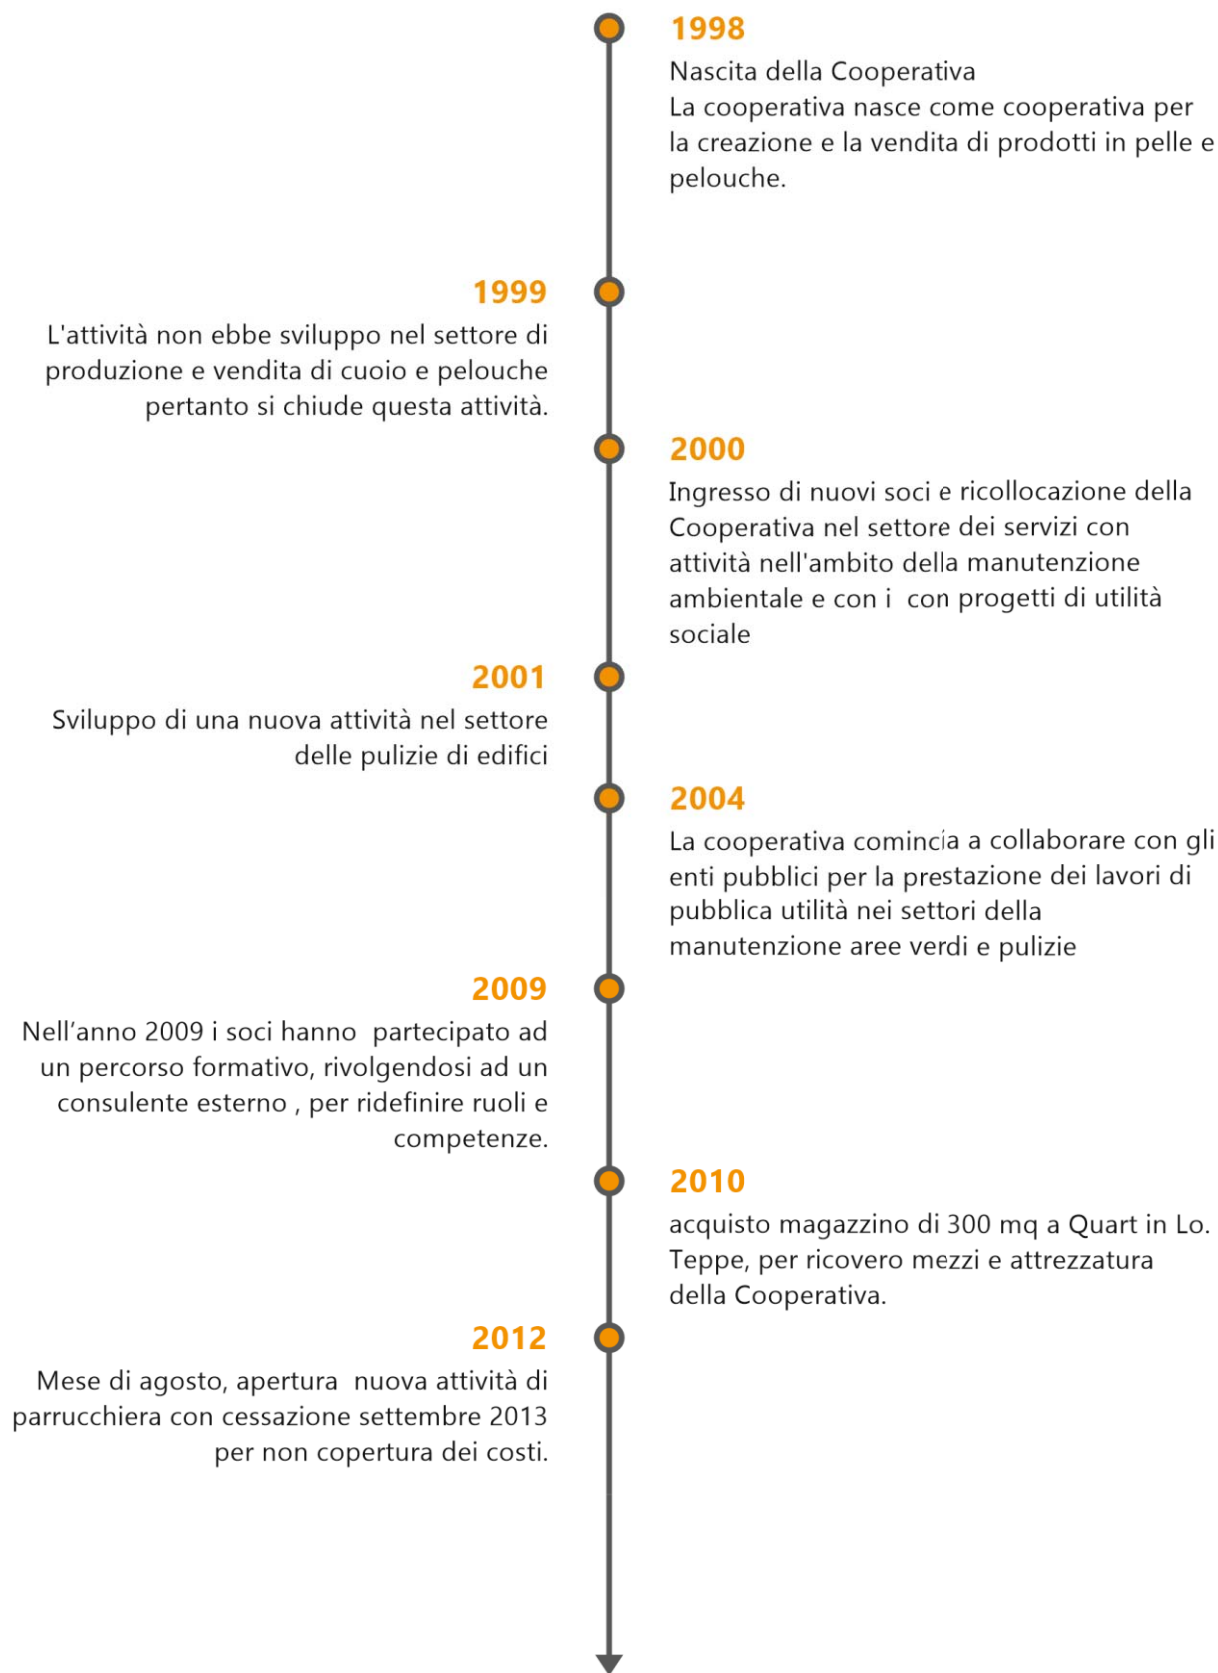 1998
Nascita della Cooperativa
La cooperativa nasce come cooperativa per
la creazione e la vendita di prodotti in pelle e
pelouche.
1999
L'attività non ebbe sviluppo nel settore di
produzione e vendita di cuoio e pelouche
pertanto si chiude questa attività.
2000
Ingresso di nuovi soci e ricollocazione della
Cooperativa nel settore dei servizi con
attività nell'ambito della manutenzione
ambientale e con i  con progetti di utilità
sociale
2001
Sviluppo di una nuova attività nel settore
delle pulizie di edifici
2004
La cooperativa comincia a collaborare con gli
enti pubblici per la prestazione dei lavori di
pubblica utilità nei settori della
manutenzione aree verdi e pulizie
2009
Nell’anno 2009 i soci hanno  partecipato ad
un percorso formativo, rivolgendosi ad un
consulente esterno , per ridefinire ruoli e
competenze.
2010
acquisto magazzino di 300 mq a Quart in Lo.
Teppe, per ricovero mezzi e attrezzatura
della Cooperativa.
2012
Mese di agosto, apertura  nuova attività di
parrucchiera con cessazione settembre 2013
per non copertura dei costi.